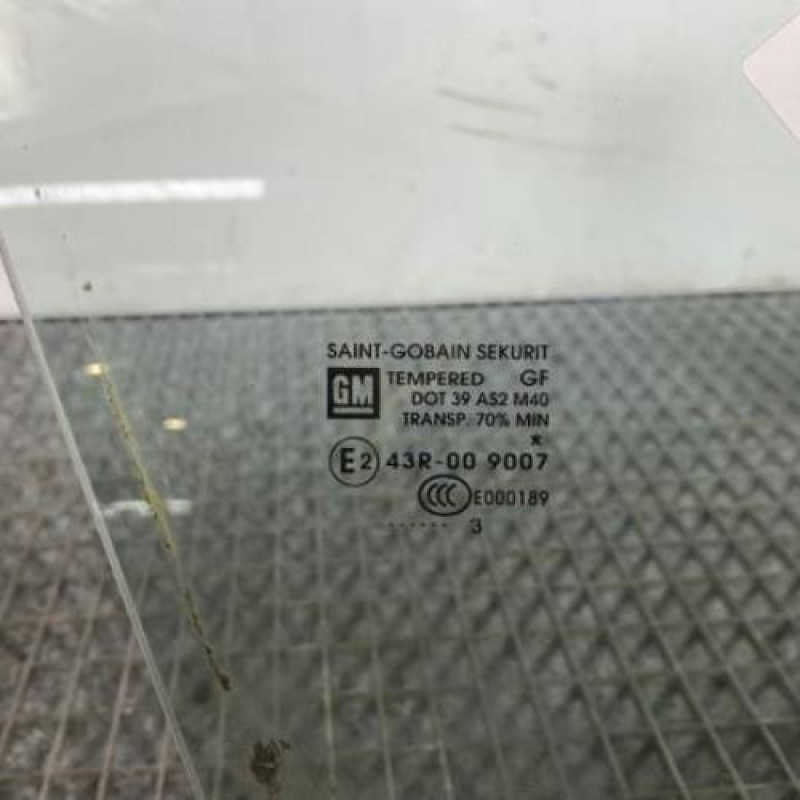 SAINT-GOBAIN SEKURIT
GM TEMPERED GF
DOT 39 AS2 M40
TRANSP. 70% MIN
*
E2 43R-00 9007
CCC E000189
...... 3